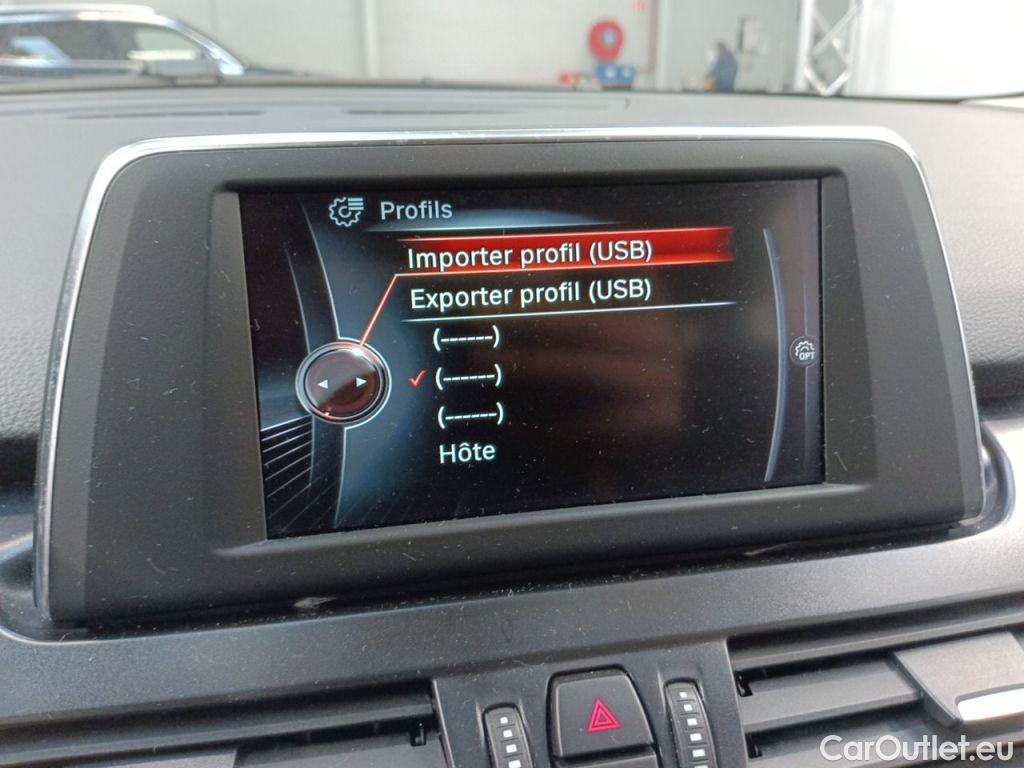 Profils
Importer profil (USB)
Exporter profil (USB)
(------)
✓ (------)
(------)
Hôte
OPT
CarOutlet.eu